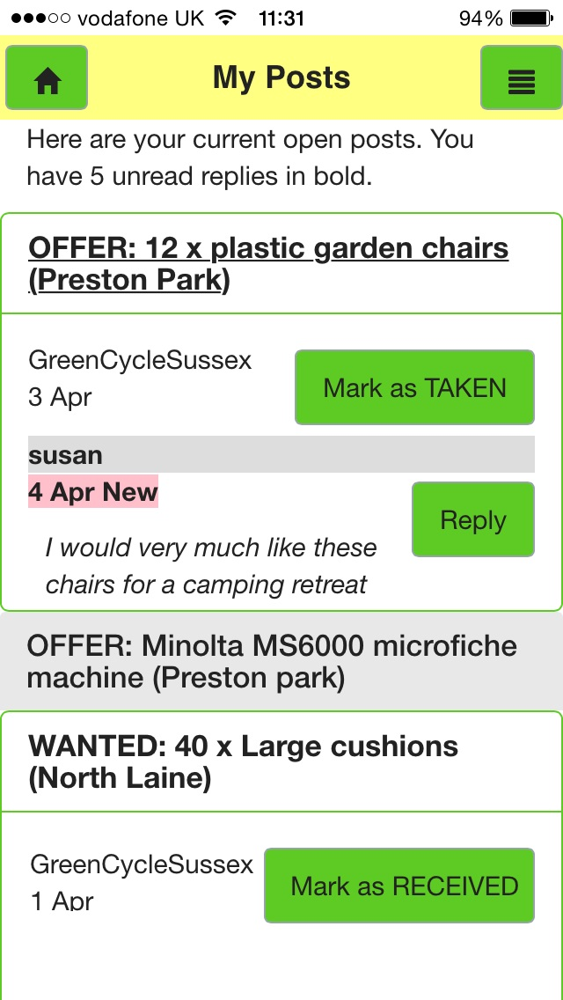 vodafone UK 11:31 94%
My Posts
Here are your current open posts. You
have 5 unread replies in bold.
OFFER: 12 x plastic garden chairs
(Preston Park)
GreenCycleSussex
3 Apr
Mark as TAKEN
susan
4 Apr New
Reply
I would very much like these
chairs for a camping retreat
OFFER: Minolta MS6000 microfiche
machine (Preston park)
WANTED: 40 x Large cushions
(North Laine)
GreenCycleSussex
1 Apr
Mark as RECEIVED